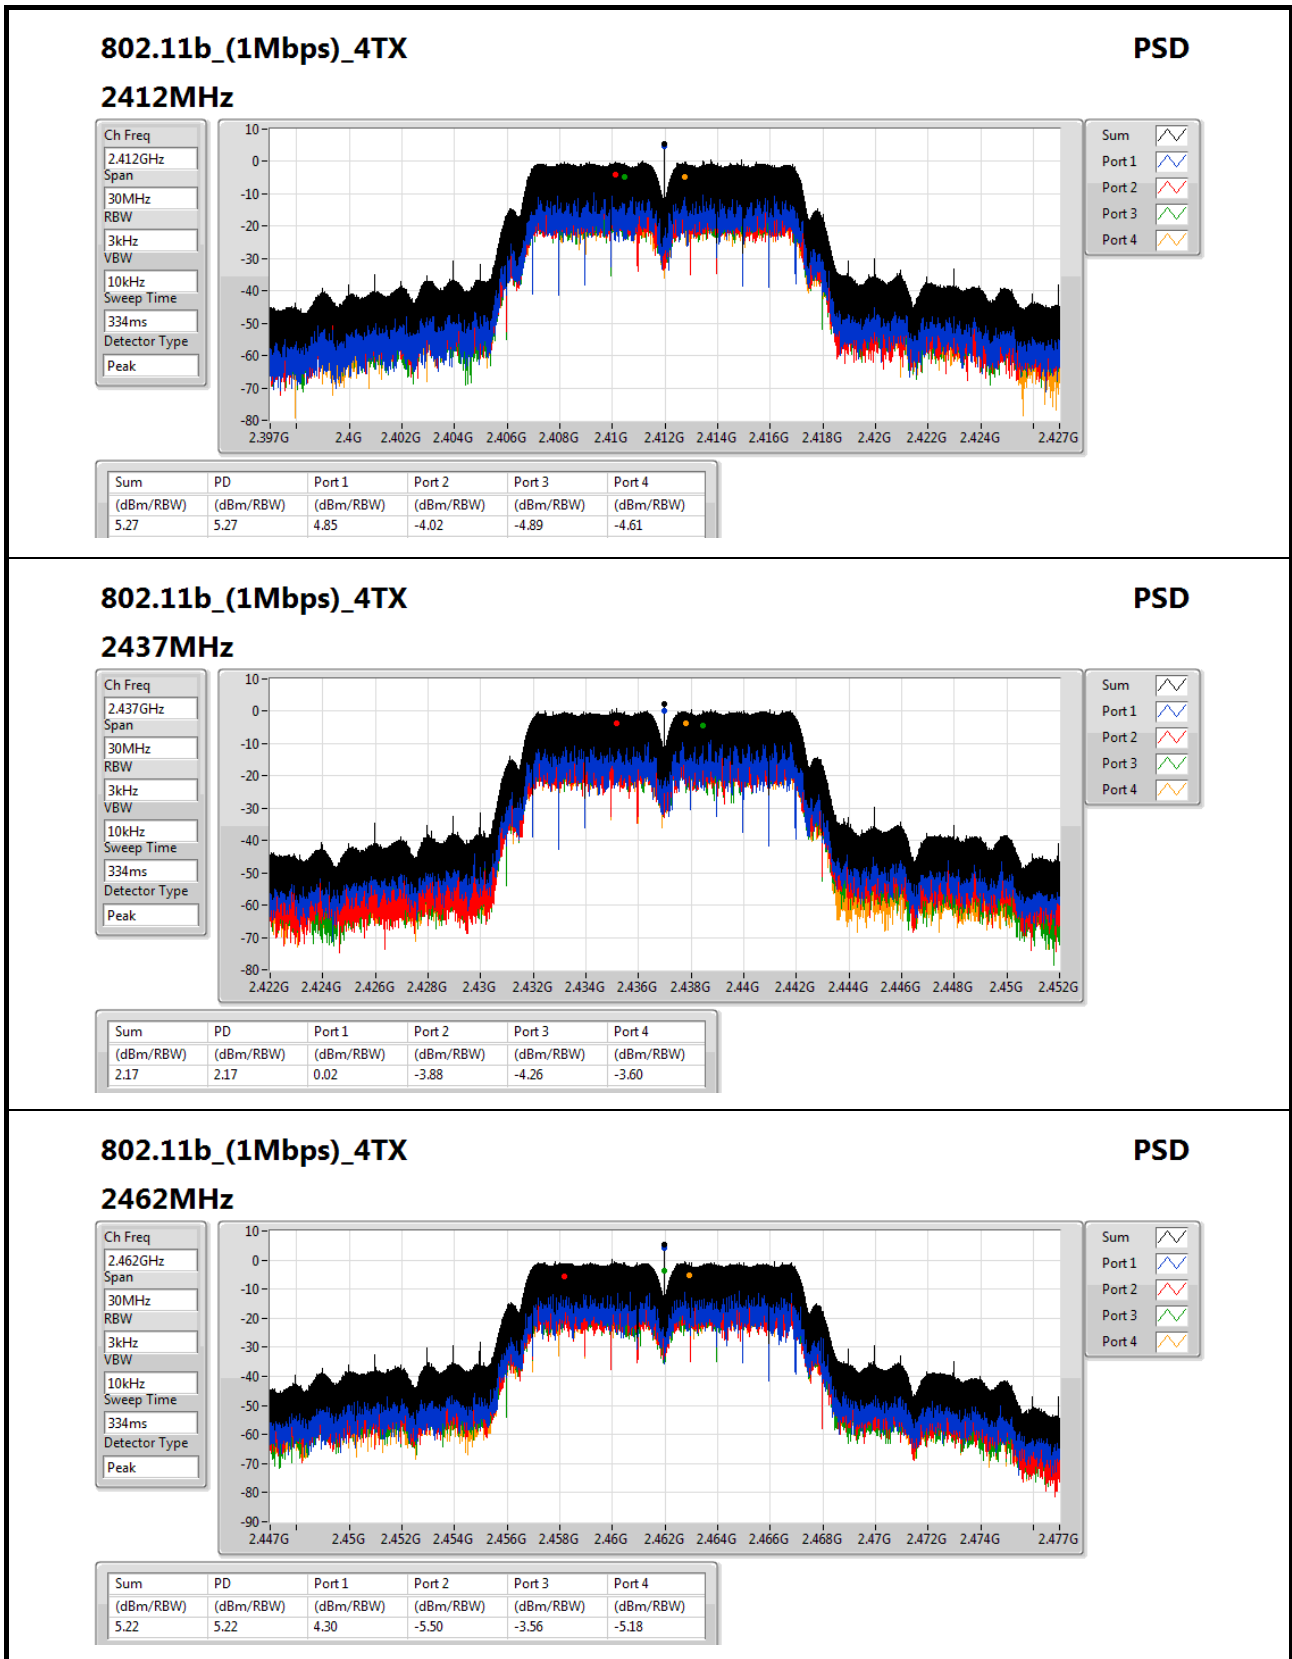 802.11b_(1Mbps)_4TX PSD
2412MHz
Ch Freq
2.412GHz
Span
30MHz
RBW
3kHz
VBW
10kHz
Sweep Time
334ms
Detector Type
Peak
10
0
-10
-20
-30
-40
-50
-60
-70
-80
2.397G 2.4G 2.402G 2.404G 2.406G 2.408G 2.41G 2.412G 2.414G 2.416G 2.418G 2.42G 2.422G 2.424G 2.427G
Sum
Port 1
Port 2
Port 3
Port 4
Sum PD Port 1 Port 2 Port 3 Port 4
(dBm/RBW) (dBm/RBW) (dBm/RBW) (dBm/RBW) (dBm/RBW) (dBm/RBW)
5.27 5.27 4.85 -4.02 -4.89 -4.61
802.11b_(1Mbps)_4TX PSD
2437MHz
Ch Freq
2.437GHz
Span
30MHz
RBW
3kHz
VBW
10kHz
Sweep Time
334ms
Detector Type
Peak
10
0
-10
-20
-30
-40
-50
-60
-70
-80
2.422G 2.424G 2.426G 2.428G 2.43G 2.432G 2.434G 2.436G 2.438G 2.44G 2.442G 2.444G 2.446G 2.448G 2.45G 2.452G
Sum
Port 1
Port 2
Port 3
Port 4
Sum PD Port 1 Port 2 Port 3 Port 4
(dBm/RBW) (dBm/RBW) (dBm/RBW) (dBm/RBW) (dBm/RBW) (dBm/RBW)
2.17 2.17 0.02 -3.88 -4.26 -3.60
802.11b_(1Mbps)_4TX PSD
2462MHz
Ch Freq
2.462GHz
Span
30MHz
RBW
3kHz
VBW
10kHz
Sweep Time
334ms
Detector Type
Peak
10
0
-10
-20
-30
-40
-50
-60
-70
-80
-90
2.447G 2.45G 2.452G 2.454G 2.456G 2.458G 2.46G 2.462G 2.464G 2.466G 2.468G 2.47G 2.472G 2.474G 2.477G
Sum
Port 1
Port 2
Port 3
Port 4
Sum PD Port 1 Port 2 Port 3 Port 4
(dBm/RBW) (dBm/RBW) (dBm/RBW) (dBm/RBW) (dBm/RBW) (dBm/RBW)
5.22 5.22 4.30 -5.50 -3.56 -5.18